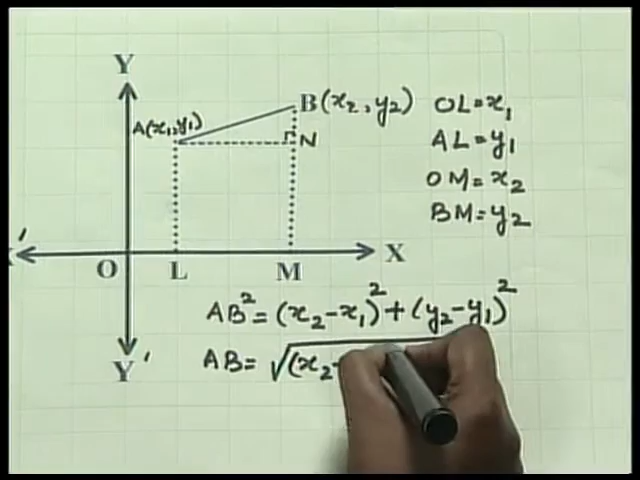 Y
B(x₂,y₂)
A(x₁,y₁)
N
OL=x₁
AL=y₁
OM=x₂
BM=y₂
X
O
L
M
Y'
AB²=(x₂-x₁)²+(y₂-y₁)²
AB=√(x₂-